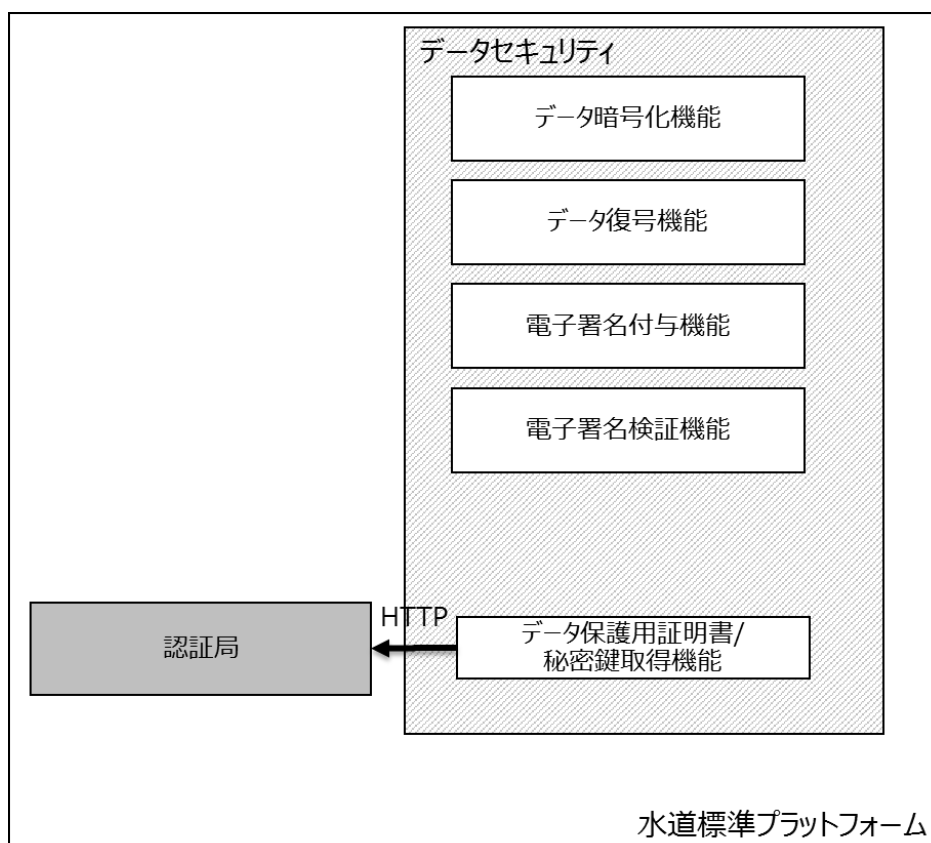 データセキュリティ
データ暗号化機能
データ復号機能
電子署名付与機能
電子署名検証機能
HTTP
認証局
データ保護用証明書/
秘密鍵取得機能
水道標準プラットフォーム